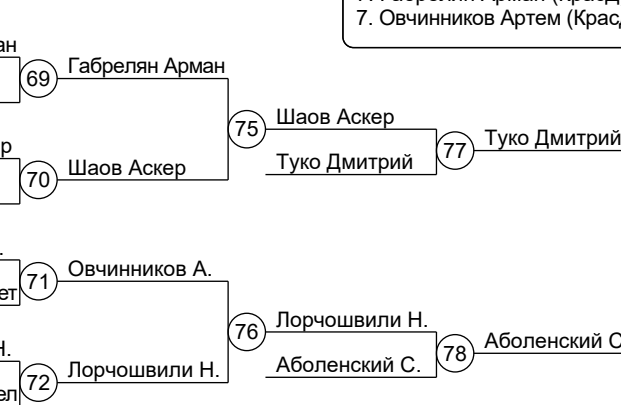 7. Овчинников Артем (Крас
69 Габрелян Арман
75 Шаов Аскер
77 Туко Дмитрий
Туко Дмитрий
70 Шаов Аскер
71 Овчинников А.
76 Лорчошвили Н.
78 Аболенский С
Аболенский С.
72 Лорчошвили Н.